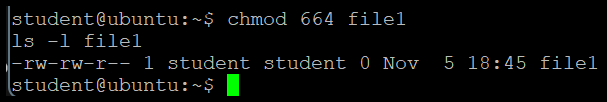 student@ubuntu:~$ chmod 664 file1
ls -l file1
-rw-rw-r-- 1 student student 0 Nov  5 18:45 file1
student@ubuntu:~$